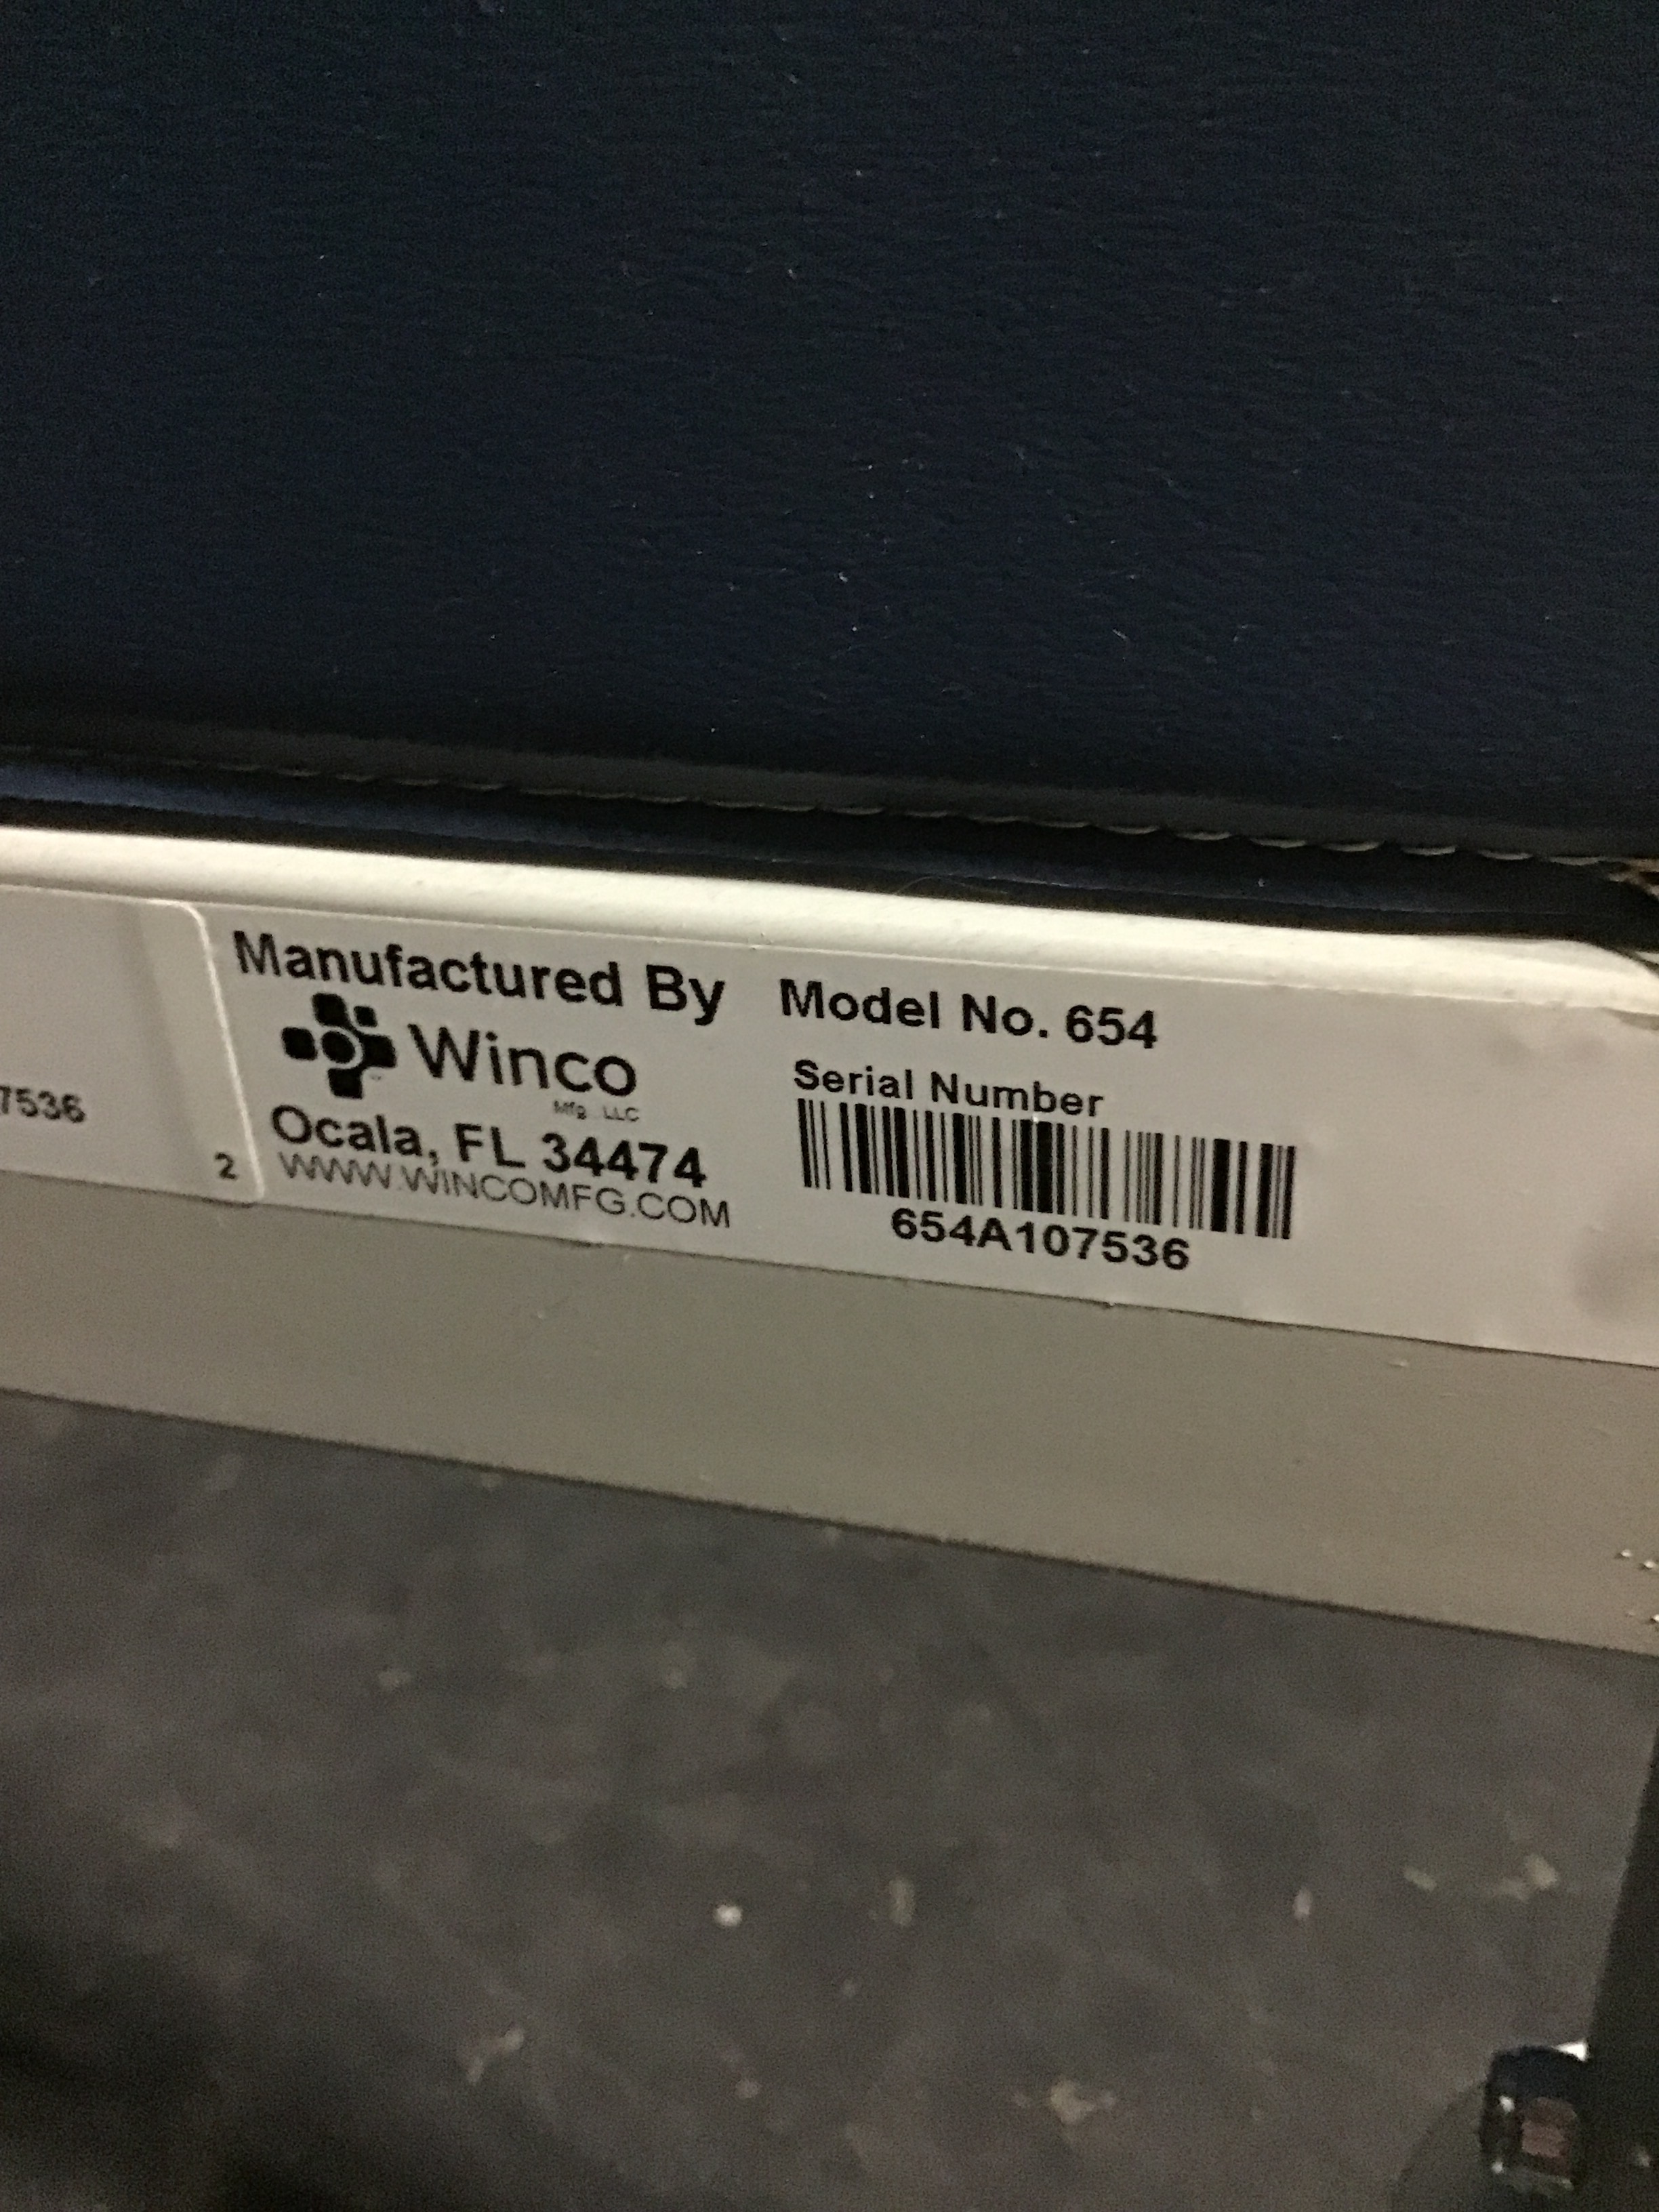 7536
2
Manufactured By
Winco
Mfg. LLC
Ocala, FL 34474
WWW.WINCOMFG.COM
Model No. 654
Serial Number
654A107536